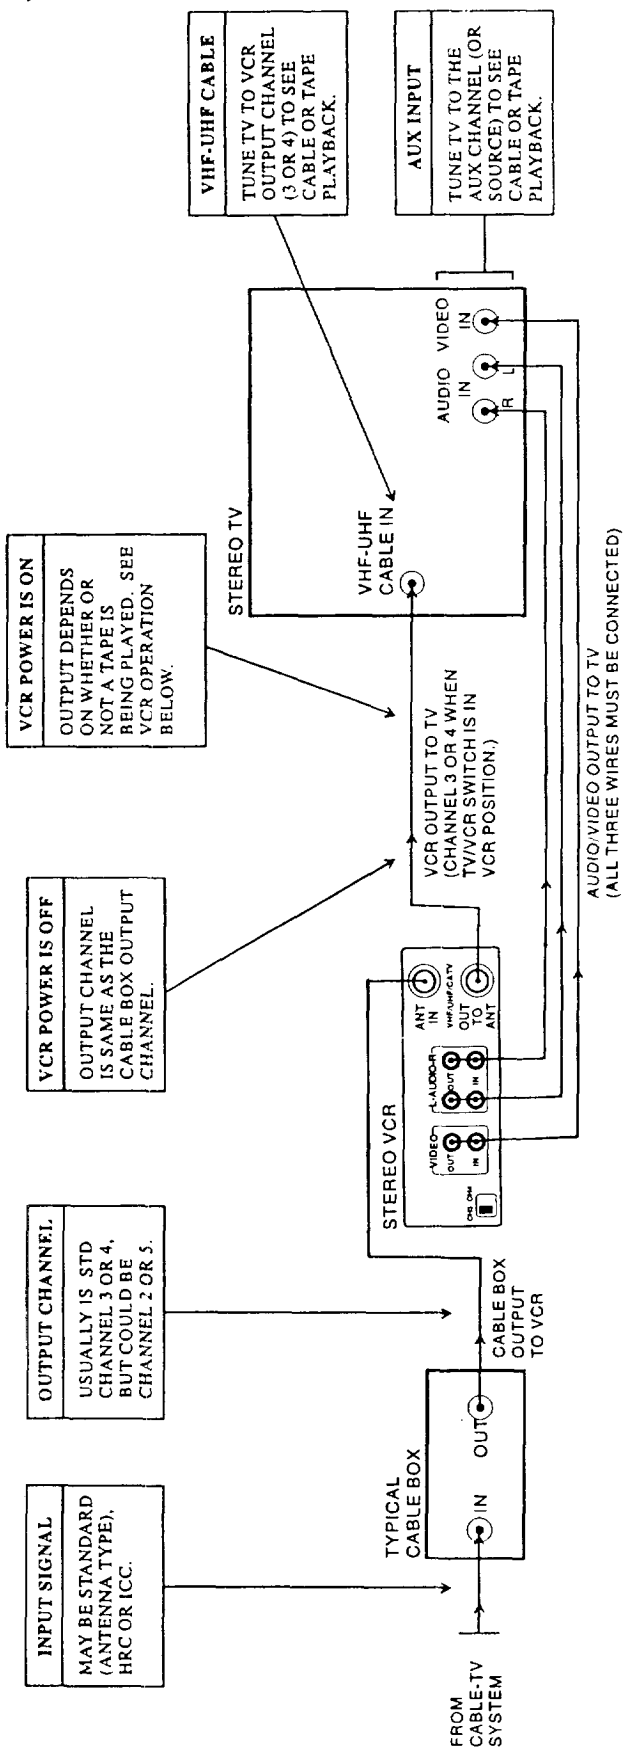 INPUT SIGNAL
MAY BE STANDARD
(ANTENNA TYPE),
HRC OR ICC.
OUTPUT CHANNEL
USUALLY IS STD
CHANNEL 3 OR 4,
BUT COULD BE
CHANNEL 2 OR 5.
VCR POWER IS OFF
OUTPUT CHANNEL
IS SAME AS THE
CABLE BOX OUTPUT
CHANNEL.
VCR POWER IS ON
OUTPUT DEPENDS
ON WHETHER OR
NOT A TAPE IS
BEING PLAYED. SEE
VCR OPERATION
BELOW.
VHF-UHF CABLE
TUNE TV TO VCR
OUTPUT CHANNEL
(3 OR 4) TO SEE
CABLE OR TAPE
PLAYBACK.
AUX INPUT
TUNE TV TO THE
AUX CHANNEL (OR
SOURCE) TO SEE
CABLE OR TAPE
PLAYBACK.
FROM
CABLE-TV
SYSTEM
TYPICAL
CABLE BOX
IN
OUT
CABLE BOX
OUTPUT
TO VCR
STEREO VCR
CH3 CH4
VIDEO
OUT
IN
L-AUDIO-R
OUT
IN
ANT
IN
VHF/UHF/CATV
OUT
TO
ANT
VCR OUTPUT TO TV
(CHANNEL 3 OR 4 WHEN
TV/VCR SWITCH IS IN
VCR POSITION.)
STEREO TV
VHF-UHF
CABLE IN
AUDIO
IN
R
L
VIDEO
IN
AUDIO/VIDEO OUTPUT TO TV
(ALL THREE WIRES MUST BE CONNECTED)